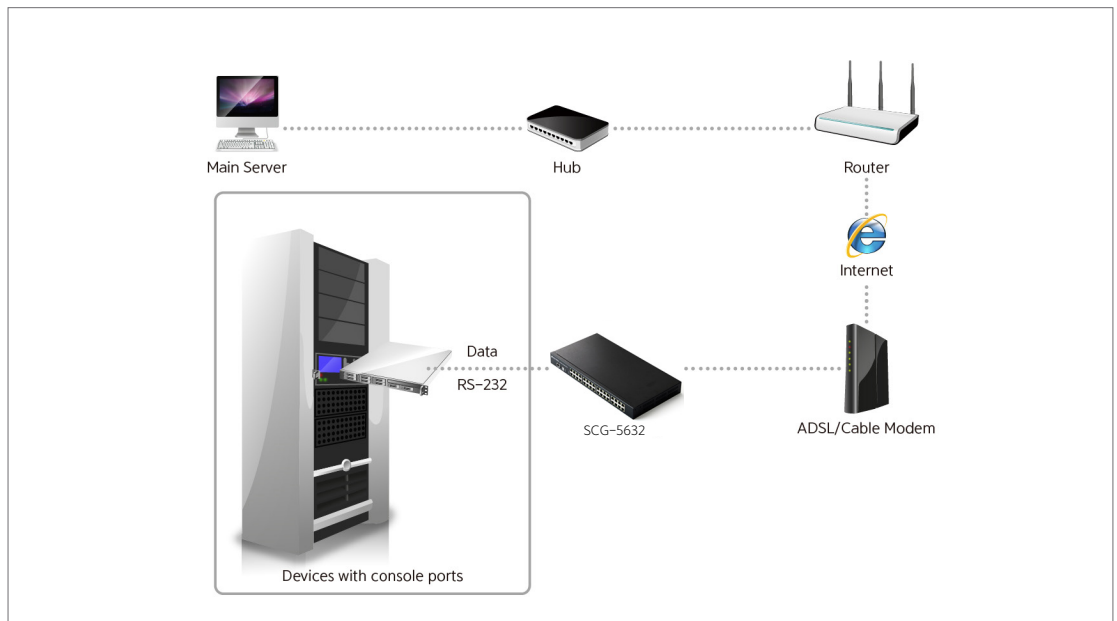 Main Server
Hub
Router
Internet
Data
RS-232
SCG-5632
ADSL/Cable Modem
Devices with console ports